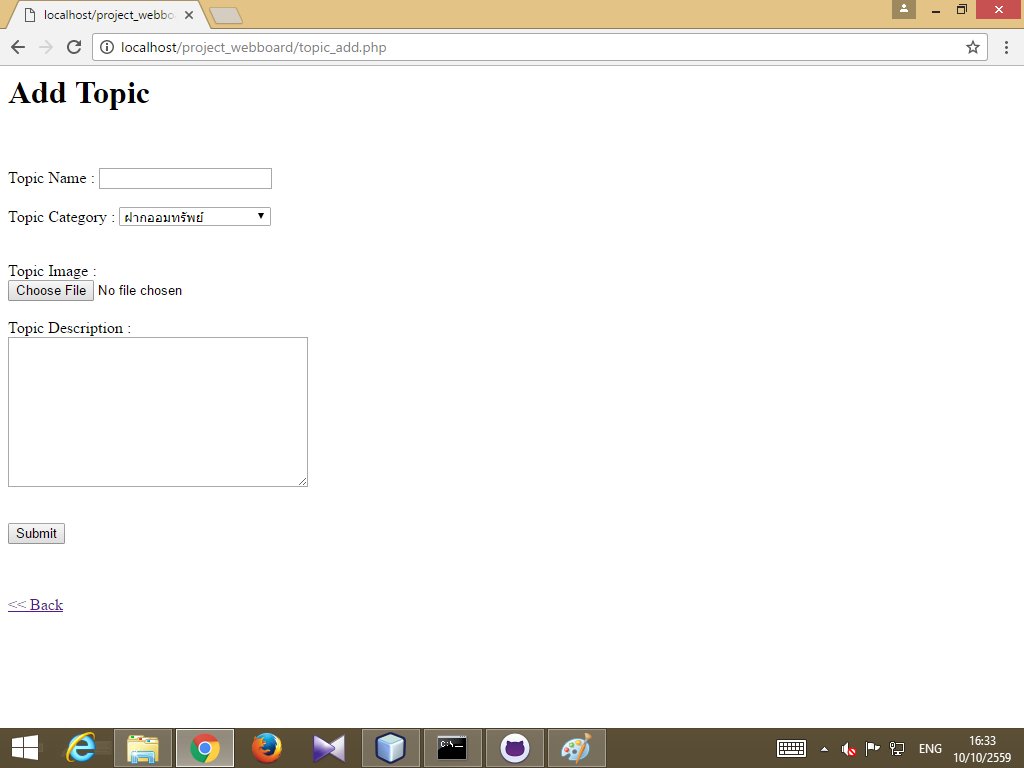 localhost/project_webbo
localhost/project_webboard/topic_add.php
Add Topic
Topic Name :
Topic Category : ฝากออมทรัพย์
Topic Image :
Choose File No file chosen
Topic Description :
Submit
<< Back
C:\_
ENG
16:33
10/10/2559